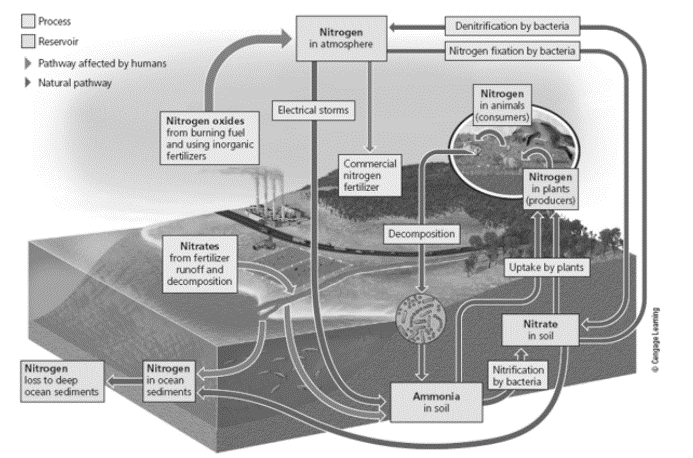 Process
Reservoir
Pathway affected by humans
Natural pathway
Nitrogen
in atmosphere
Denitrification by bacteria
Nitrogen fixation by bacteria
Electrical storms
Nitrogen oxides
from burning fuel
and using inorganic
fertilizers
Commercial
nitrogen
fertilizer
Nitrogen
in animals
(consumers)
Nitrogen
in plants
(producers)
Decomposition
Nitrates
from fertilizer
runoff and
decomposition
Uptake by plants
Nitrate
in soil
Nitrogen
loss to deep
ocean sediments
Nitrogen
in ocean
sediments
Ammonia
in soil
Nitrification
by bacteria
© Cengage Learning